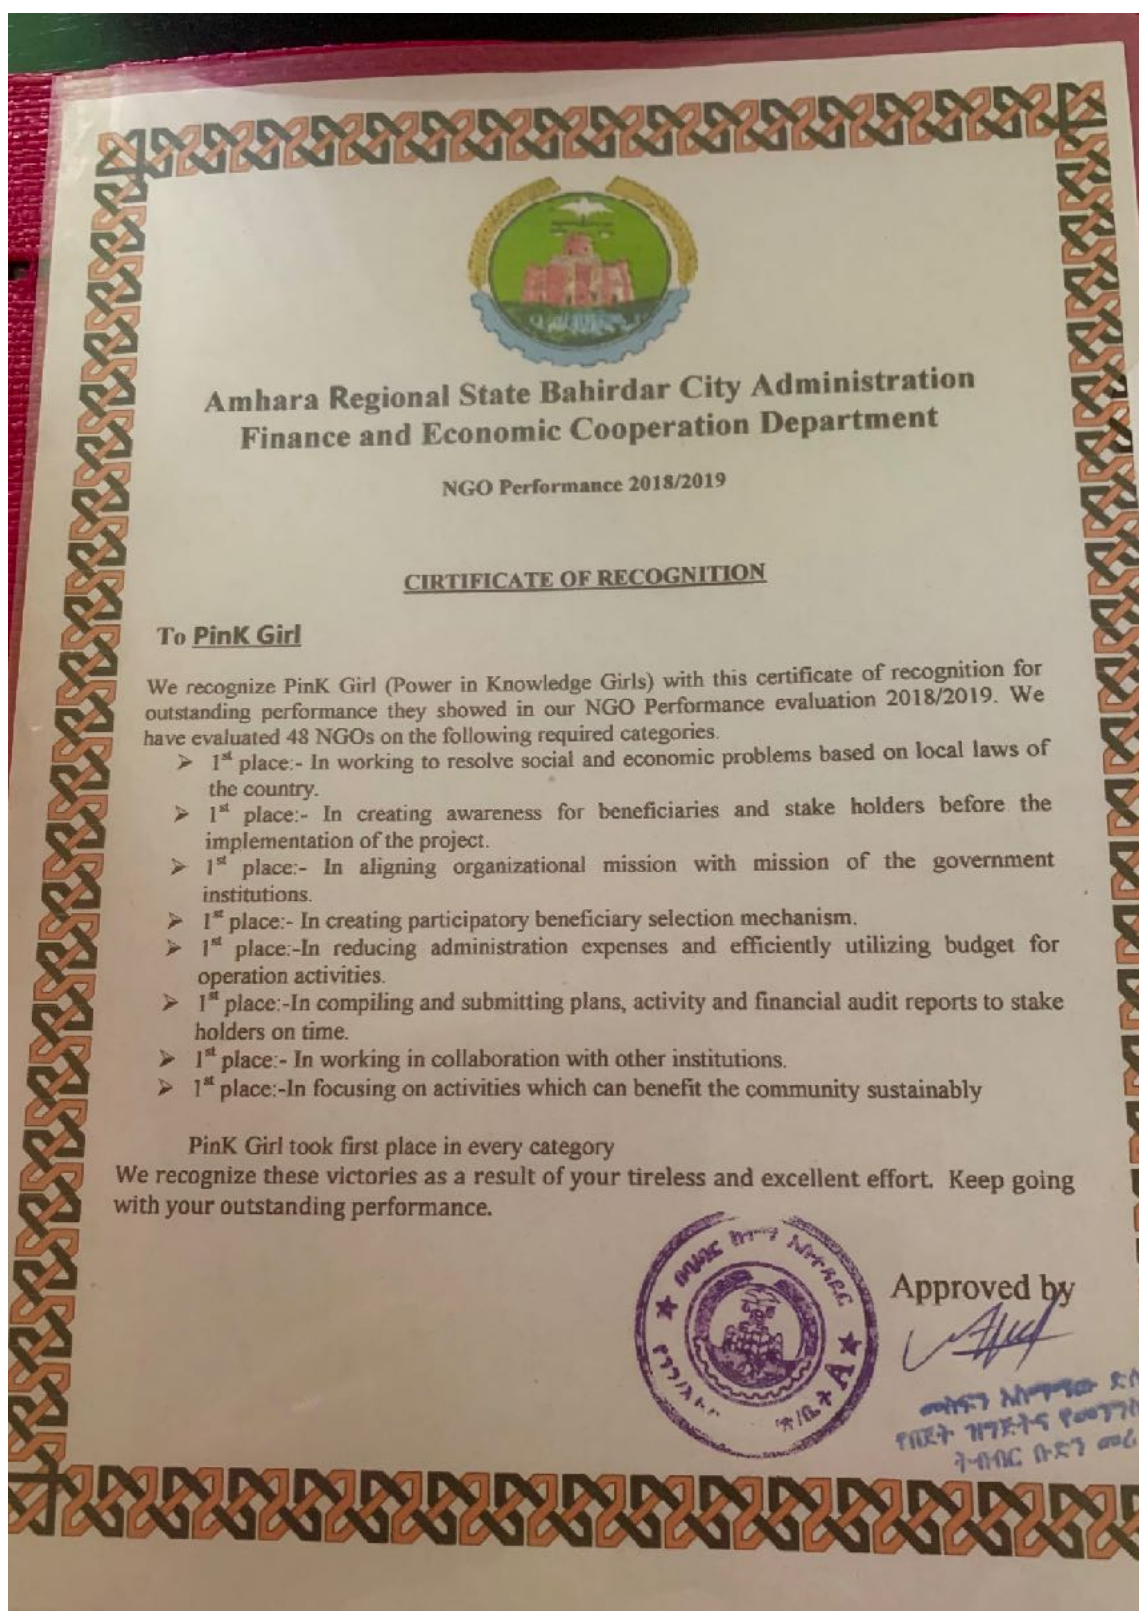 Amhara Regional State Bahirdar City Administration
Finance and Economic Cooperation Department
NGO Performance 2018/2019
CIRTIFICATE OF RECOGNITION
To PinK Girl
We recognize PinK Girl (Power in Knowledge Girls) with this certificate of recognition for
outstanding performance they showed in our NGO Performance evaluation 2018/2019. We
have evaluated 48 NGOs on the following required categories.
➢ 1st place:- In working to resolve social and economic problems based on local laws of
the country.
➢ 1st place:- In creating awareness for beneficiaries and stake holders before the
implementation of the project.
➢ 1st place:- In aligning organizational mission with mission of the government
institutions.
➢ 1st place:- In creating participatory beneficiary selection mechanism.
➢ 1st place:-In reducing administration expenses and efficiently utilizing budget for
operation activities.
➢ 1st place:-In compiling and submitting plans, activity and financial audit reports to stake
holders on time.
➢ 1st place:- In working in collaboration with other institutions.
➢ 1st place:-In focusing on activities which can benefit the community sustainably
PinK Girl took first place in every category
We recognize these victories as a result of your tireless and excellent effort. Keep going
with your outstanding performance.
በባህር ዳር ከተማ አስተዳደር
A
Approved by
መስፍን
የበጀት ዝግጅትና
ትብብር ቡድን